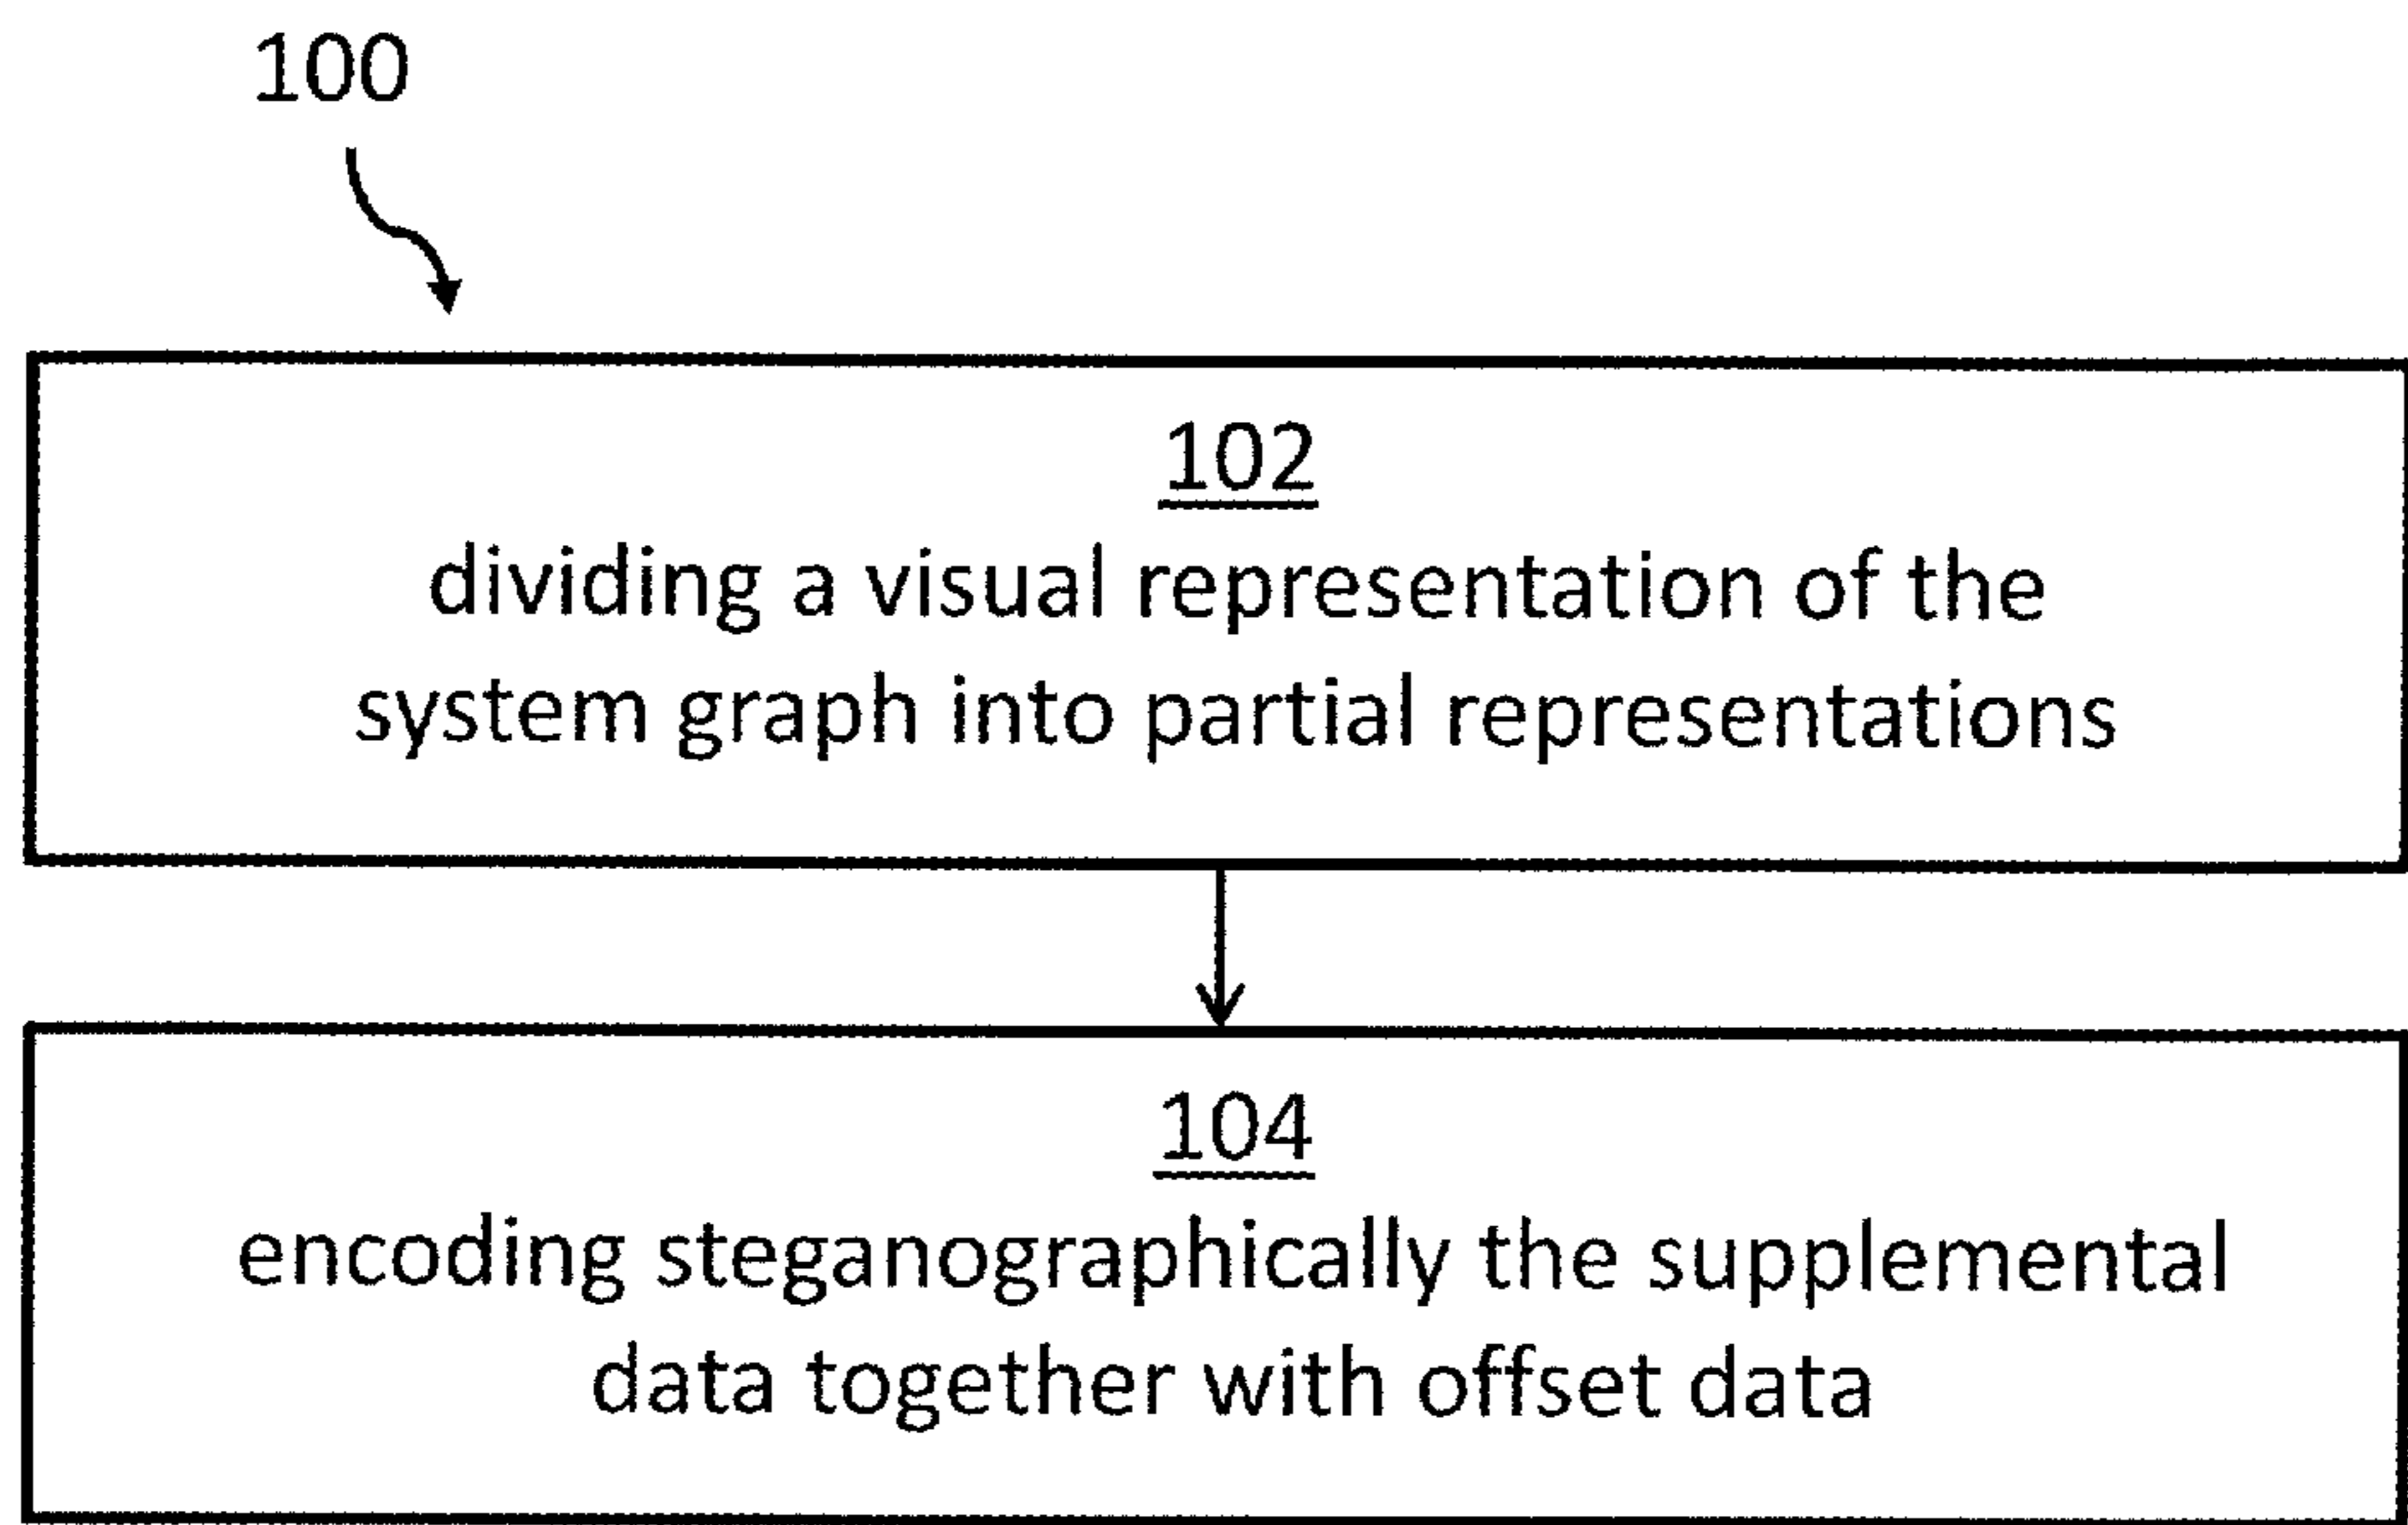 100
102
dividing a visual representation of the
system graph into partial representations
104
encoding steganographically the supplemental
data together with offset data